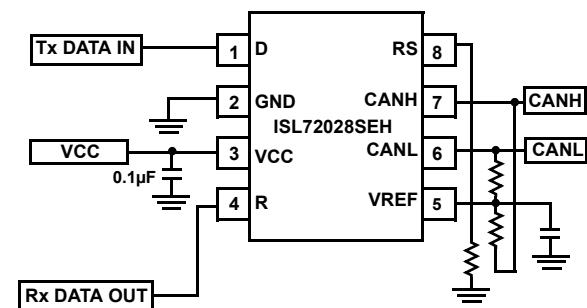 Tx DATA IN
1 D
RS 8
2 GND
CANH 7
CANH
ISL72028SEH
VCC
3 VCC
CANL 6
CANL
0.1µF
4 R
VREF 5
Rx DATA OUT